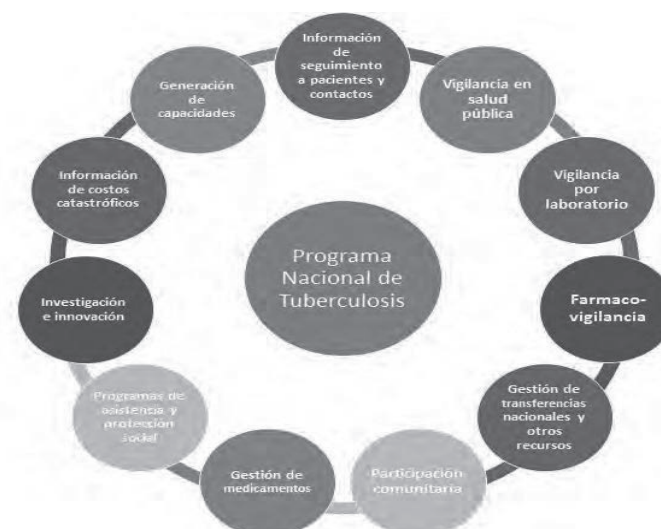 Información
de
seguimiento
a pacientes y
contactos
Vigilancia en
salud
pública
Vigilancia
por
laboratorio
Farmaco-
vigilancia
Gestión de
transferencias
nacionales y
otros
recursos
Participación
comunitaria
Gestión de
medicamentos
Programas de
asistencia y
protección
social
Investigación
e innovación
Información
de costos
catastróficos
Generación
de
capacidades
Programa
Nacional de
Tuberculosis